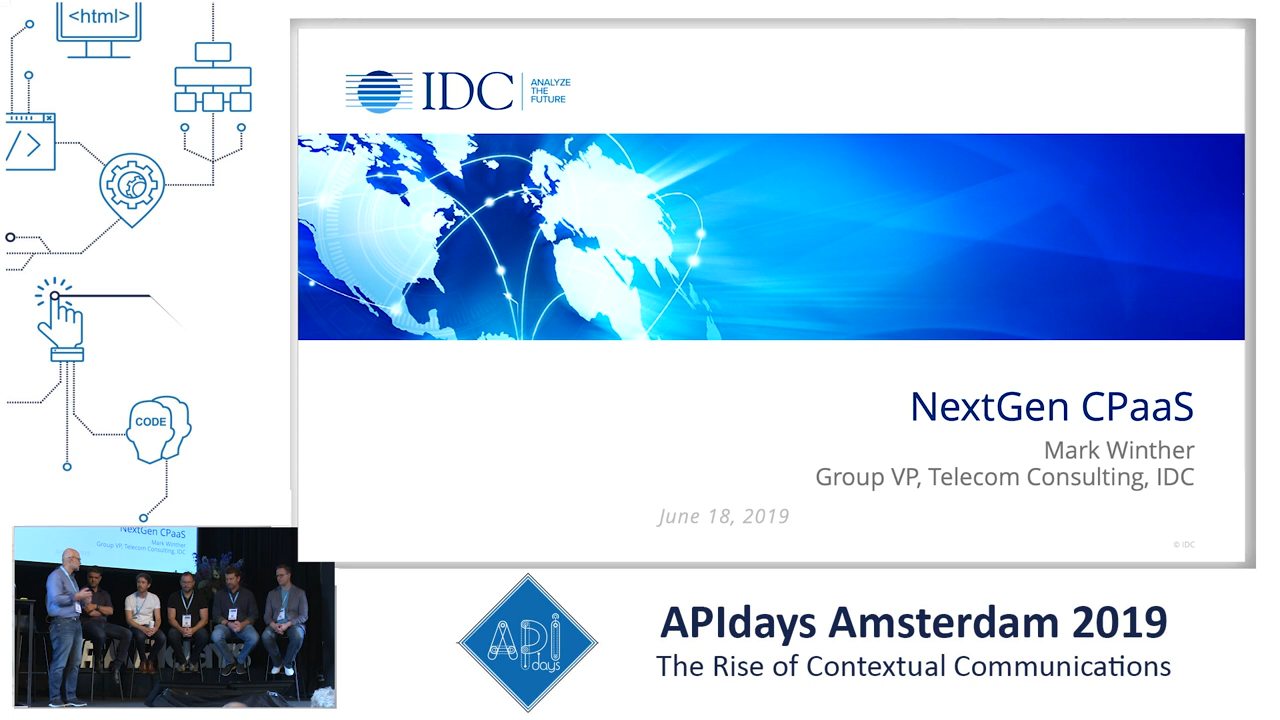 <html>
</>
CODE
IDC
ANALYZE
THE
FUTURE
NextGen CPaaS
Mark Winther
Group VP, Telecom Consulting, IDC
June 18, 2019
© IDC
NextGen CPaaS
Mark Winther
Group VP, Telecom Consulting, IDC
API
days
APIdays Amsterdam 2019
The Rise of Contextual Communications